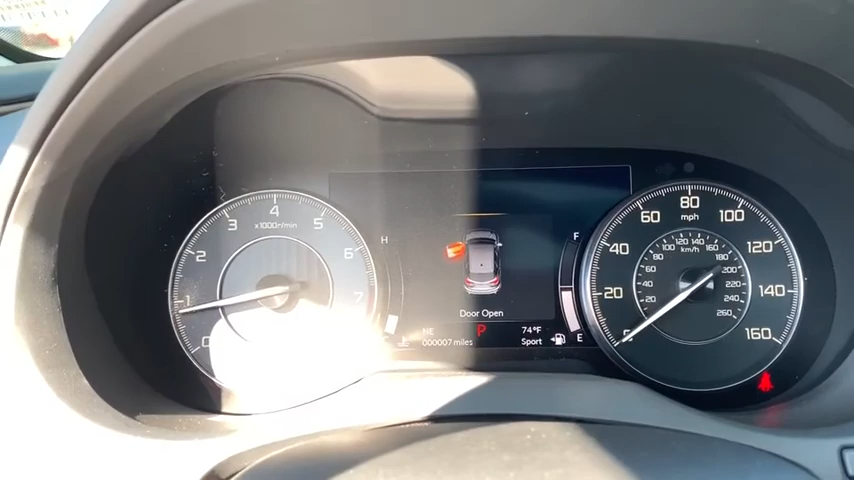 0 1 2 3 4 5 6 7
x1000r/min
H
F
E
Door Open
NE
000007 miles
P
74°F
Sport
20 40 60 80 100 120 140 160
mph
km/h
20 40 60 80 100 120 140 160 180 200 220 240 260